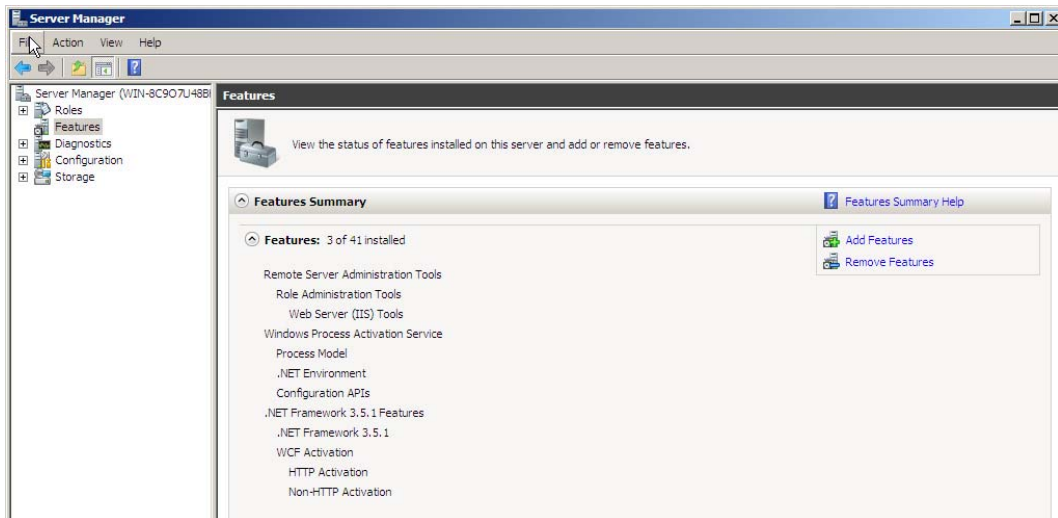 Server Manager
File Action View Help
Server Manager (WIN-8C9O7U48B
Roles
Features
Diagnostics
Configuration
Storage
Features
View the status of features installed on this server and add or remove features.
Features Summary
Features Summary Help
Features: 3 of 41 installed
Add Features
Remove Features
Remote Server Administration Tools
Role Administration Tools
Web Server (IIS) Tools
Windows Process Activation Service
Process Model
.NET Environment
Configuration APIs
.NET Framework 3.5.1 Features
.NET Framework 3.5.1
WCF Activation
HTTP Activation
Non-HTTP Activation